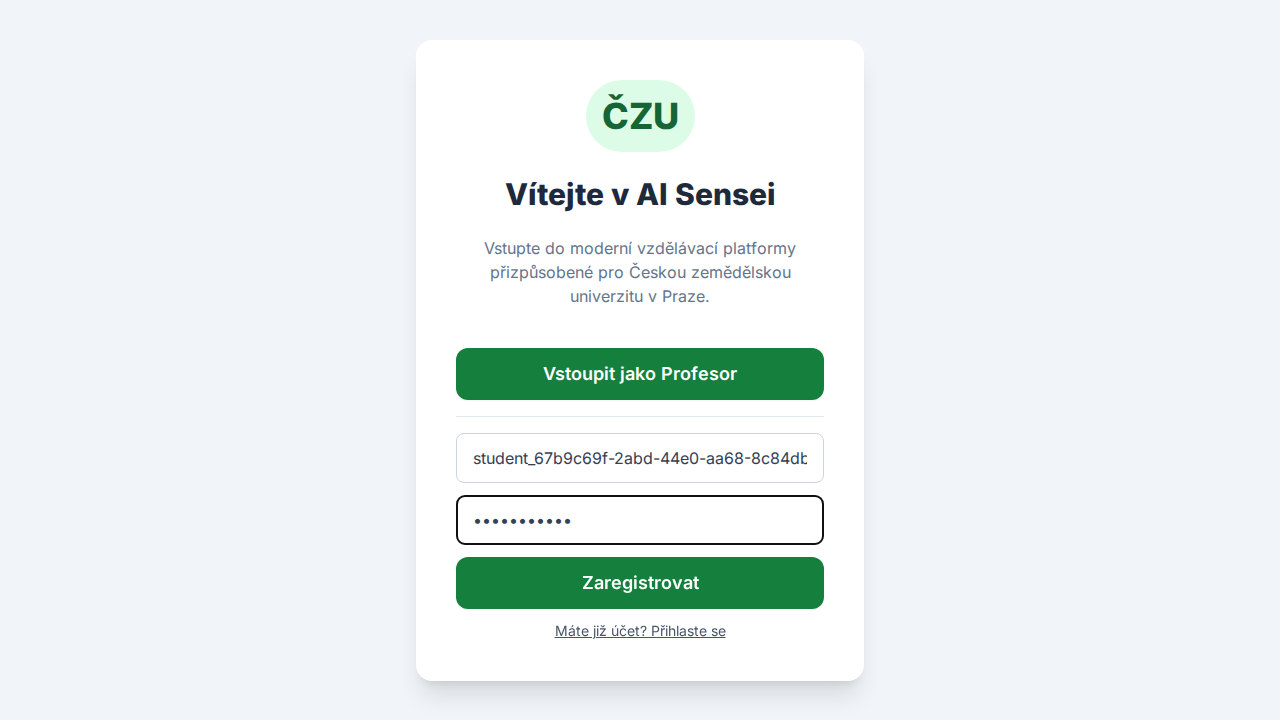 ČZU
Vítejte v AI Sensei
Vstupte do moderní vzdělávací platformy
přizpůsobené pro Českou zemědělskou
univerzitu v Praze.
Vstoupit jako Profesor
student_67b9c69f-2abd-44e0-aa68-8c84db
•••••••••••
Zaregistrovat
Máte již účet? Přihlaste se